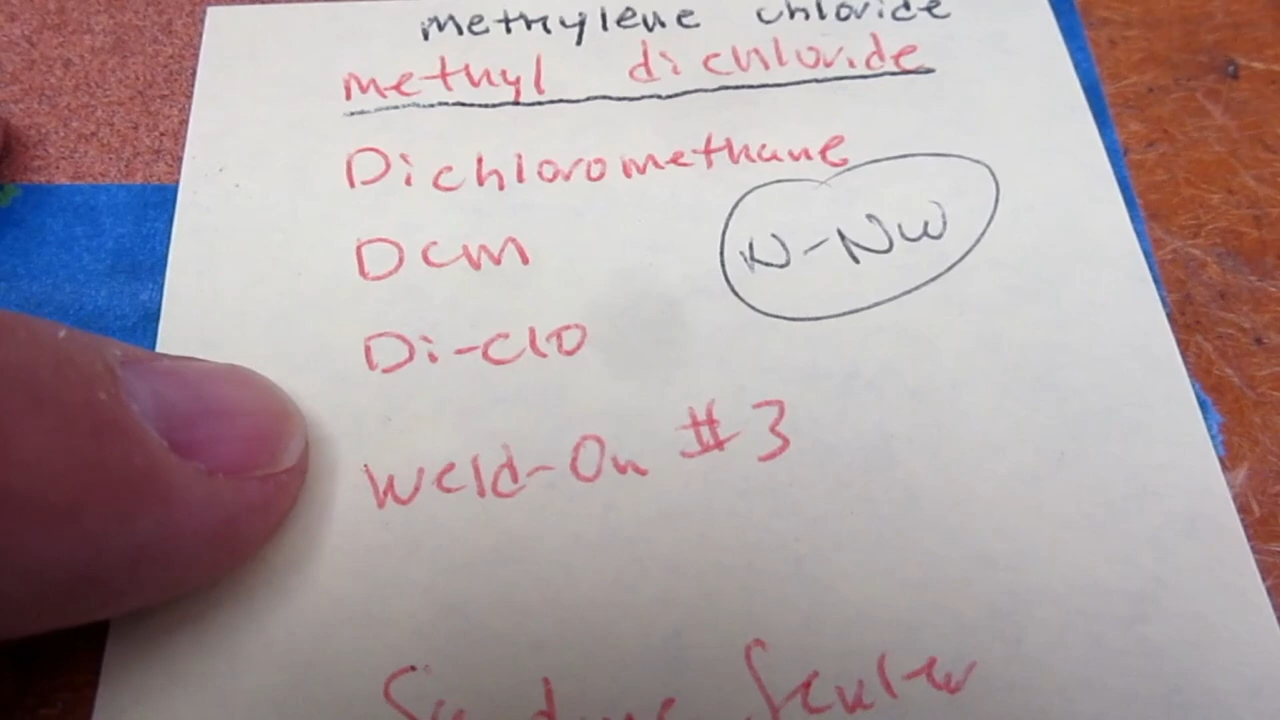 methylene chloride
methyl dichloride
Dichloromethane
DCM
N-NW
Di-clo
Weld-On #3